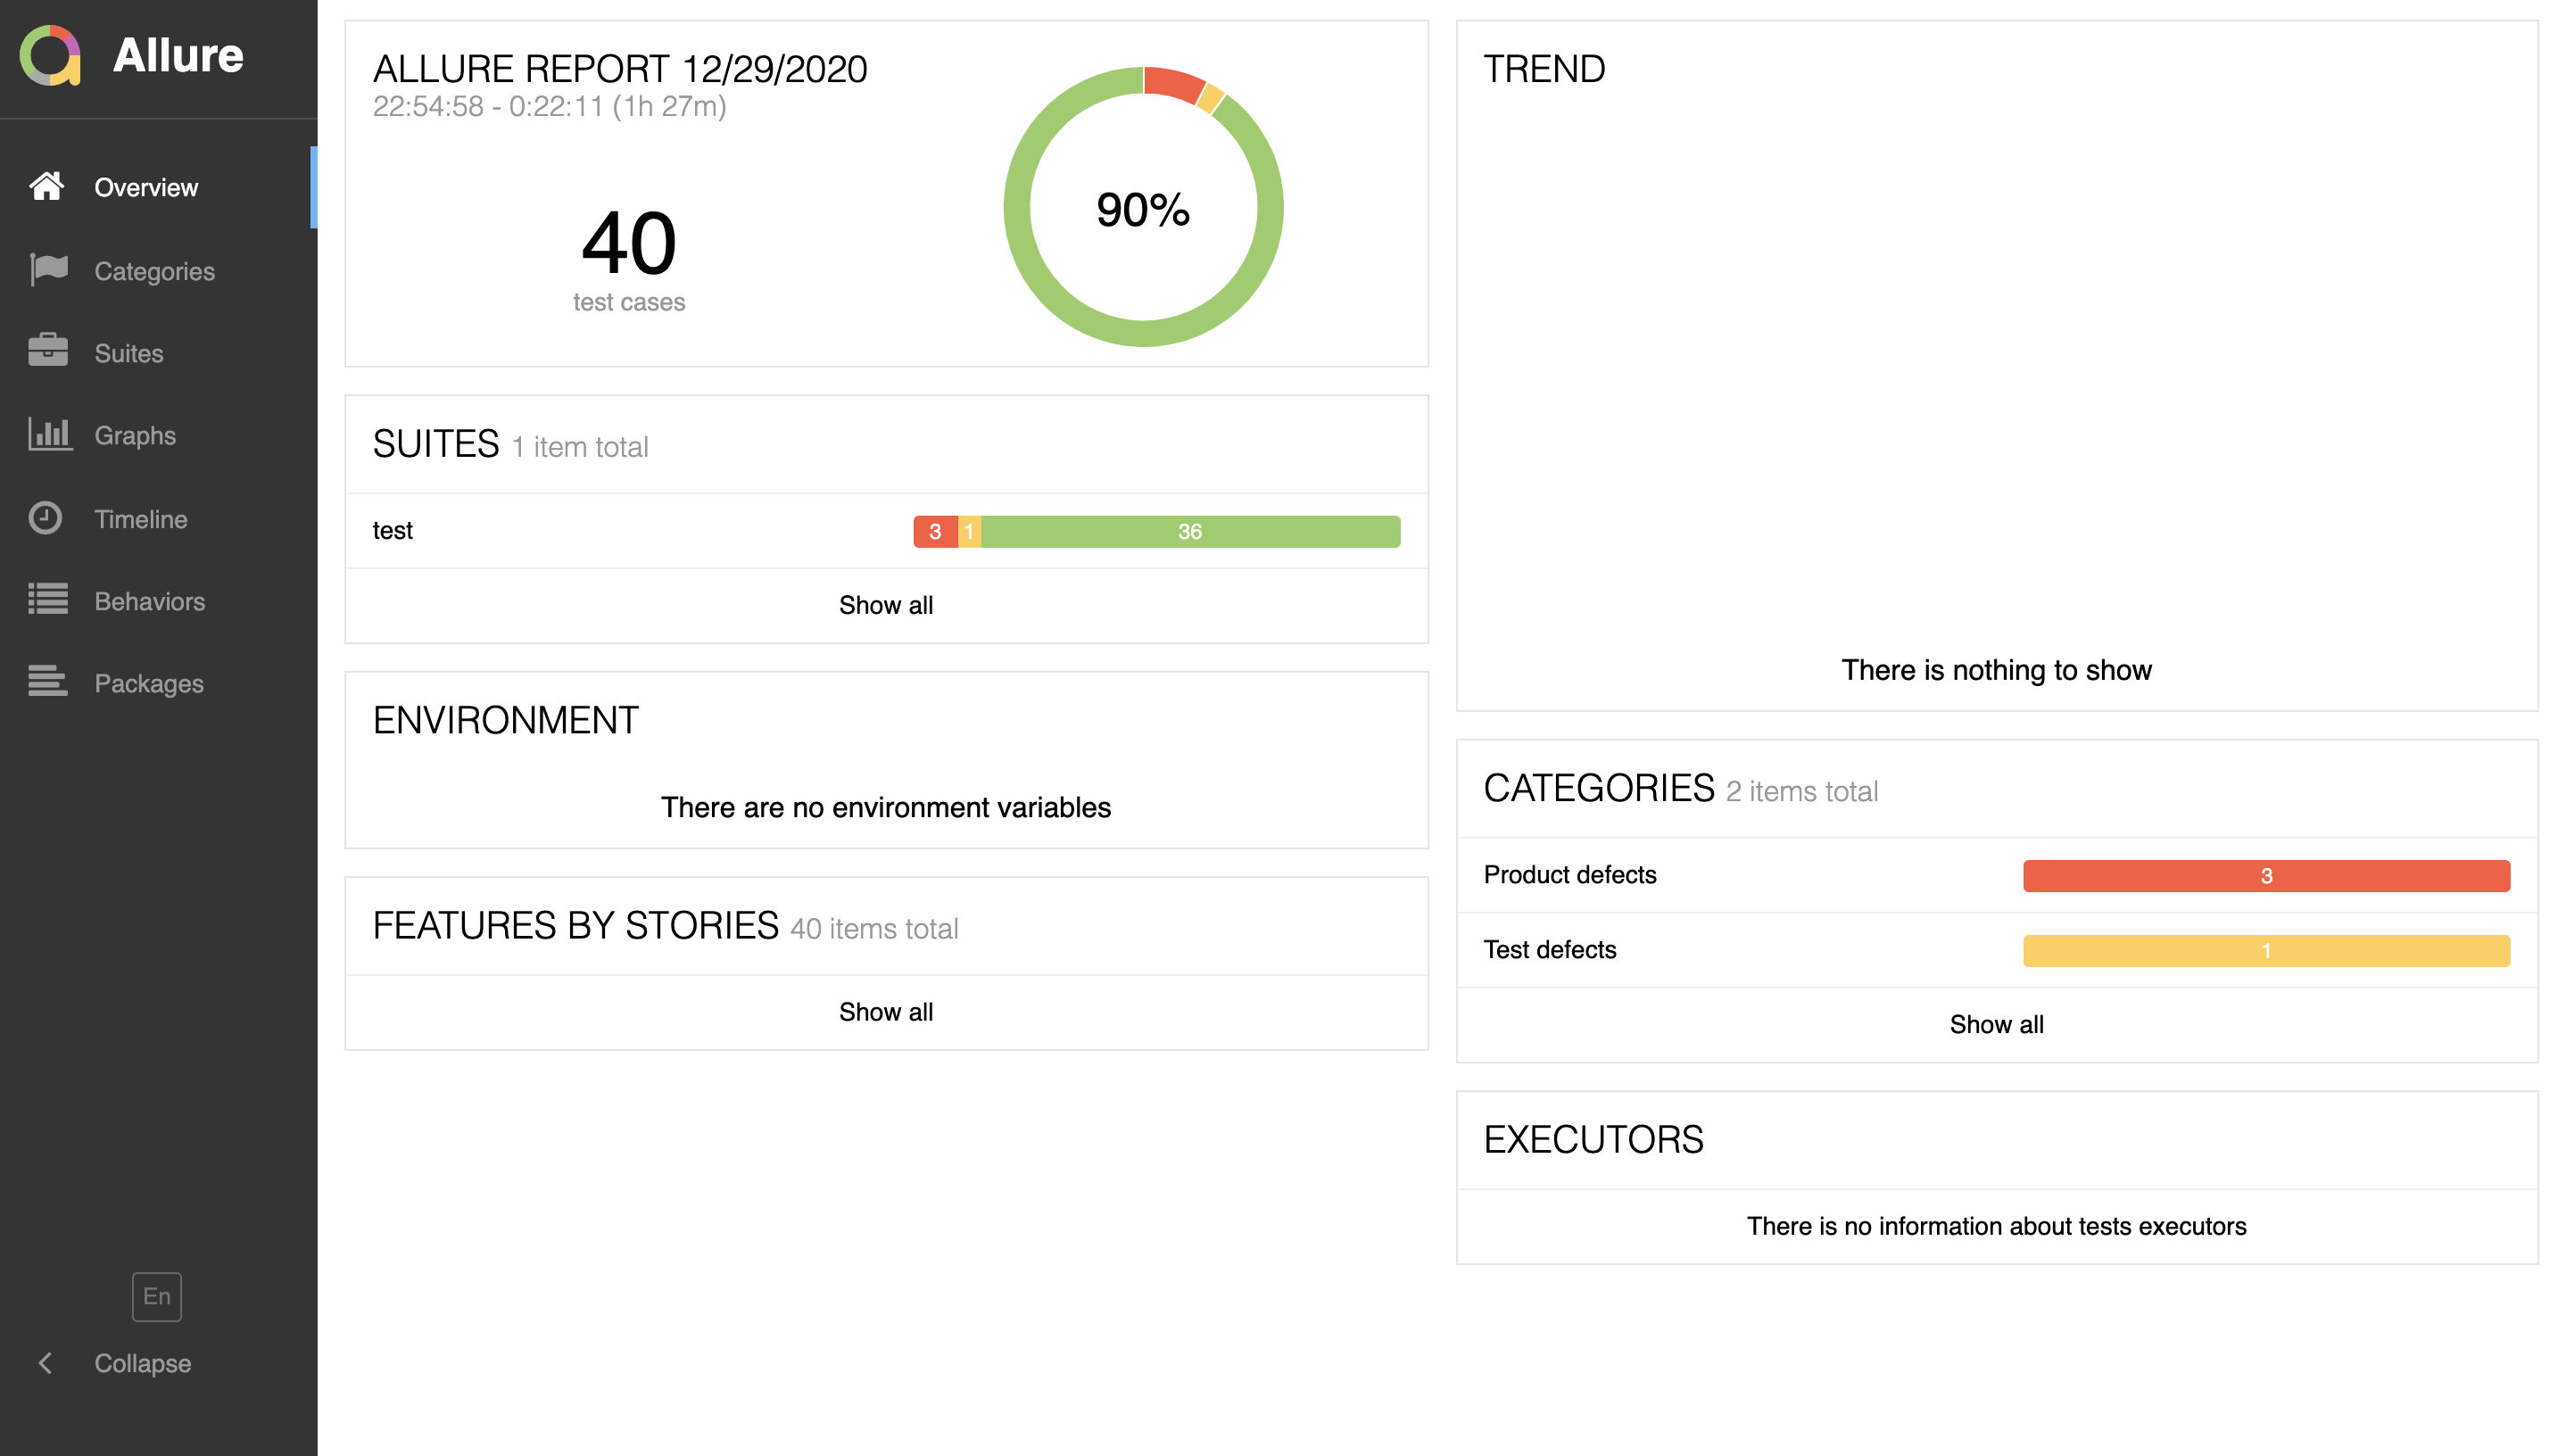 Allure
Overview
Categories
Suites
Graphs
Timeline
Behaviors
Packages
En
Collapse
ALLURE REPORT 12/29/2020
22:54:58 - 0:22:11 (1h 27m)
40
test cases
90%
SUITES 1 item total
test 3 1 36
Show all
ENVIRONMENT
There are no environment variables
FEATURES BY STORIES 40 items total
Show all
TREND
There is nothing to show
CATEGORIES 2 items total
Product defects 3
Test defects 1
Show all
EXECUTORS
There is no information about tests executors